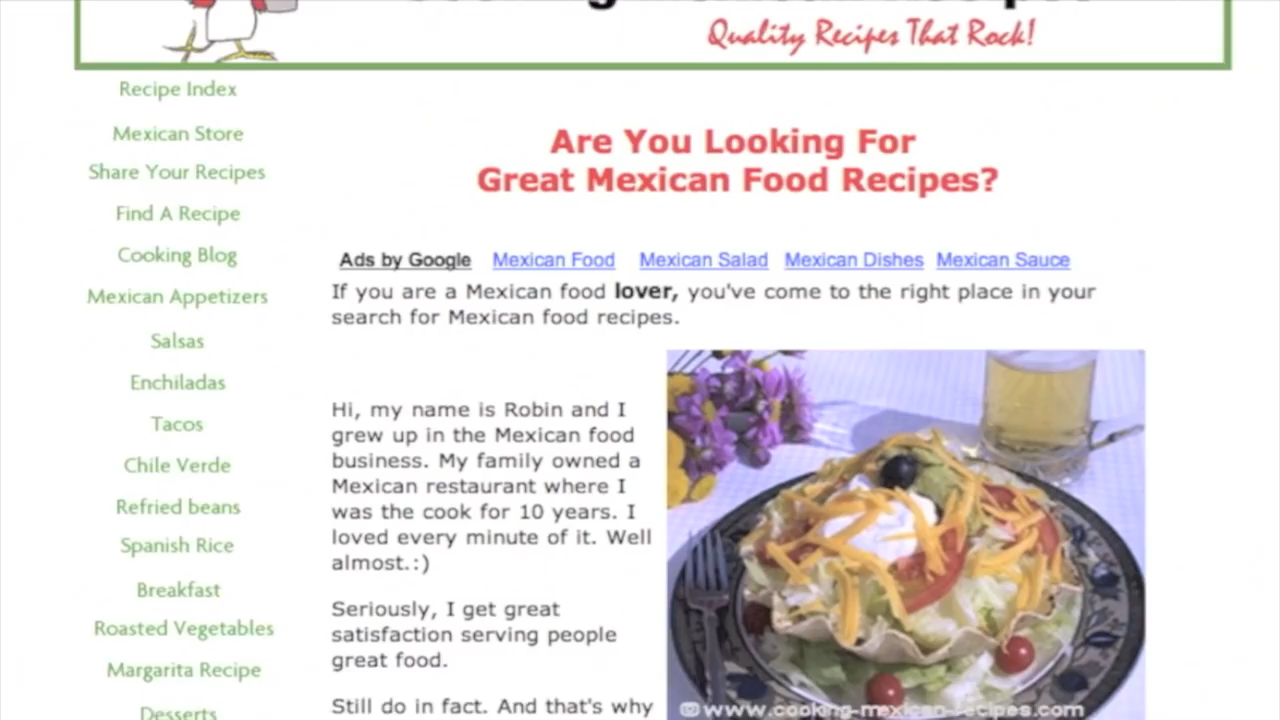 Quality Recipes That Rock!
Recipe Index
Mexican Store
Share Your Recipes
Find A Recipe
Cooking Blog
Mexican Appetizers
Salsas
Enchiladas
Tacos
Chile Verde
Refried beans
Spanish Rice
Breakfast
Roasted Vegetables
Margarita Recipe
Desserts
Are You Looking For
Great Mexican Food Recipes?
Ads by Google Mexican Food Mexican Salad Mexican Dishes Mexican Sauce
If you are a Mexican food lover, you've come to the right place in your
search for Mexican food recipes.
Hi, my name is Robin and I
grew up in the Mexican food
business. My family owned a
Mexican restaurant where I
was the cook for 10 years. I
loved every minute of it. Well
almost.:)
Seriously, I get great
satisfaction serving people
great food.
Still do in fact. And that's why
©www.cooking-mexican-recipes.com